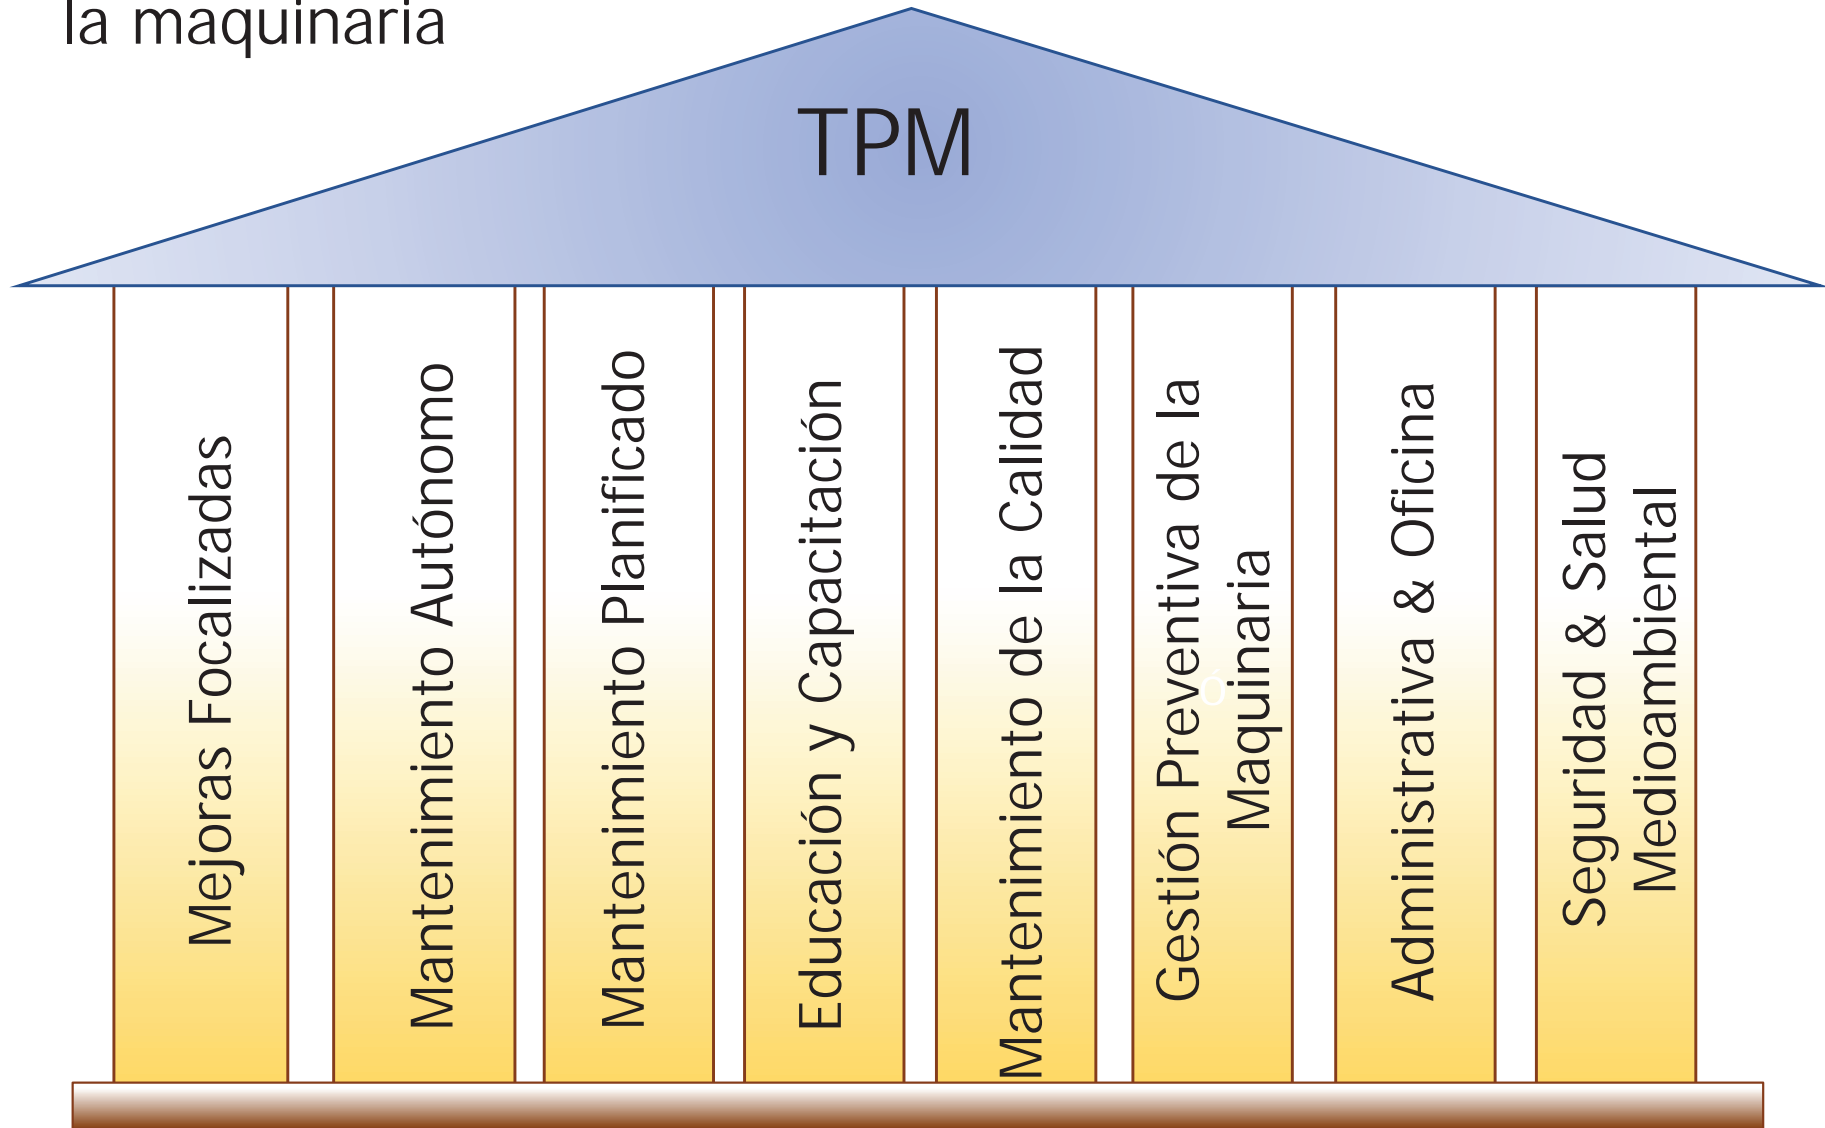 la maquinaria
TPM
Mejoras Focalizadas
Mantenimiento Autónomo
Mantenimiento Planificado
Educación y Capacitación
Mantenimiento de la Calidad
Gestión Preventiva de la
Maquinaria
ó
Administrativa & Oficina
Seguridad & Salud
Medioambiental